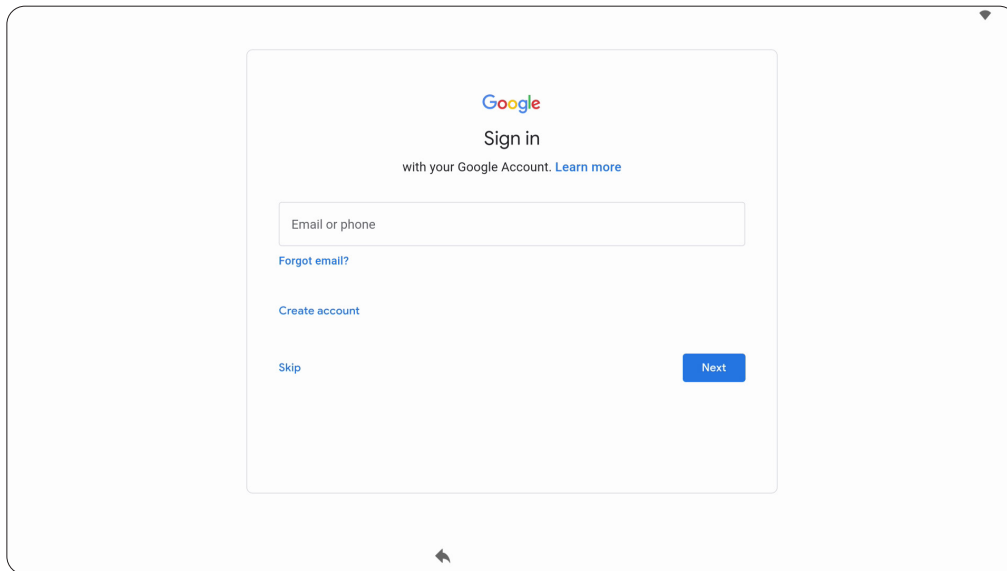 Google
Sign in
with your Google Account. Learn more
Email or phone
Forgot email?
Create account
Skip
Next